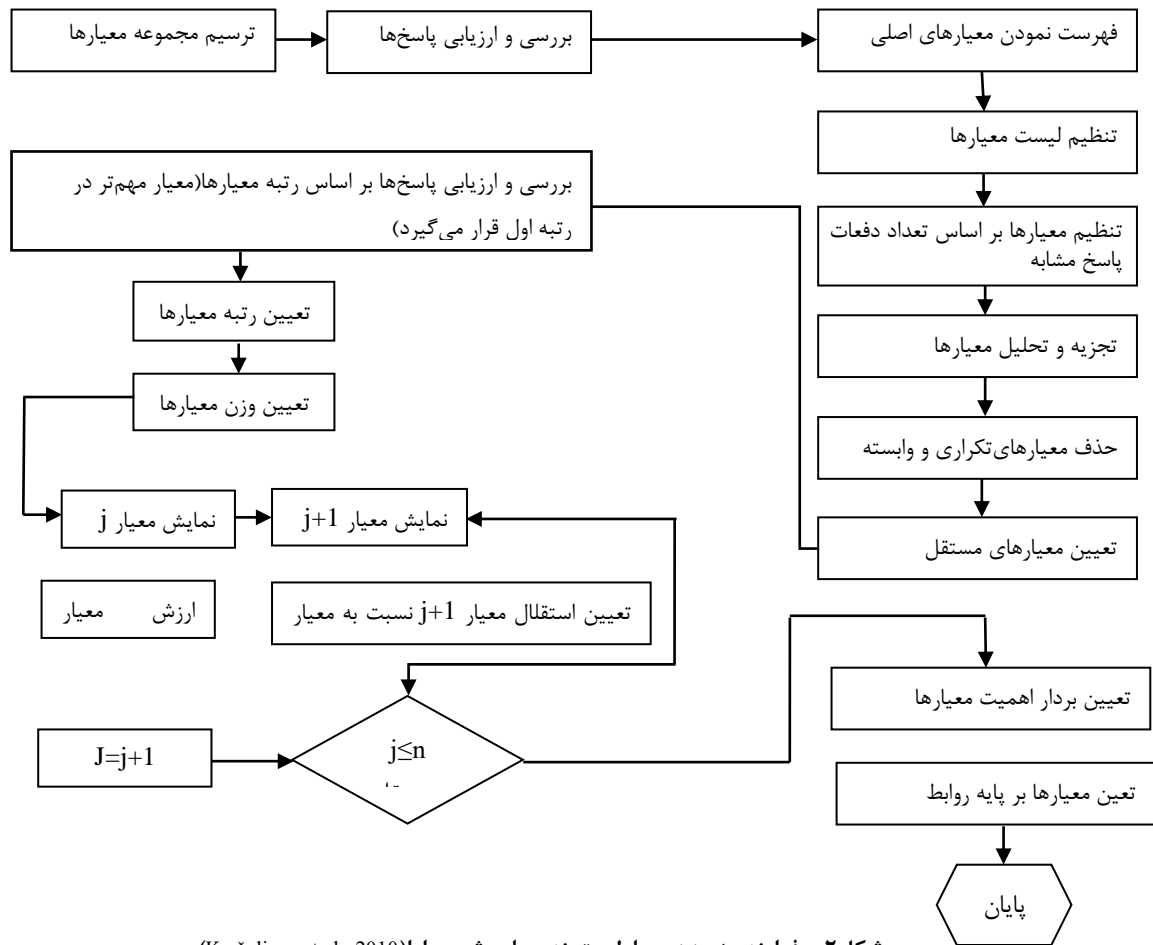 ترسیم مجموعه معیارها
بررسی و ارزیابی پاسخ‌ها
فهرست نمودن معیارهای اصلی
تنظیم لیست معیارها
تنظیم معیارها بر اساس تعداد دفعات
پاسخ مشابه
تجزیه و تحلیل معیارها
حذف معیارهای‌تکراری و وابسته
تعیین معیارهای مستقل
بررسی و ارزیابی پاسخ‌ها بر اساس رتبه معیارها(معیار مهم‌تر در
رتبه اول قرار می‌گیرد)
تعیین رتبه معیارها
تعیین وزن معیارها
نمایش معیار j
نمایش معیار j+1
ارزش معیار
تعیین استقلال معیار j+1 نسبت به معیار
J=j+1
j≤n
تعیین بردار اهمیت معیارها
تعین معیارها بر پایه روابط
پایان